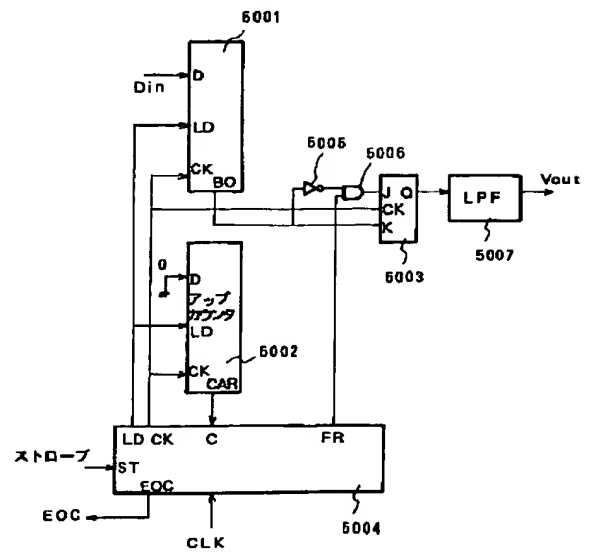 5001
D
Din
LD
CK
BO
5005
5006
J Q
CK
K
5003
LPF
5007
Vout
0
D
アップ
カウンタ
LD
CK
5002
CAR
LD CK C FR
ストローブ
ST
EOC
EOC
CLK
5004